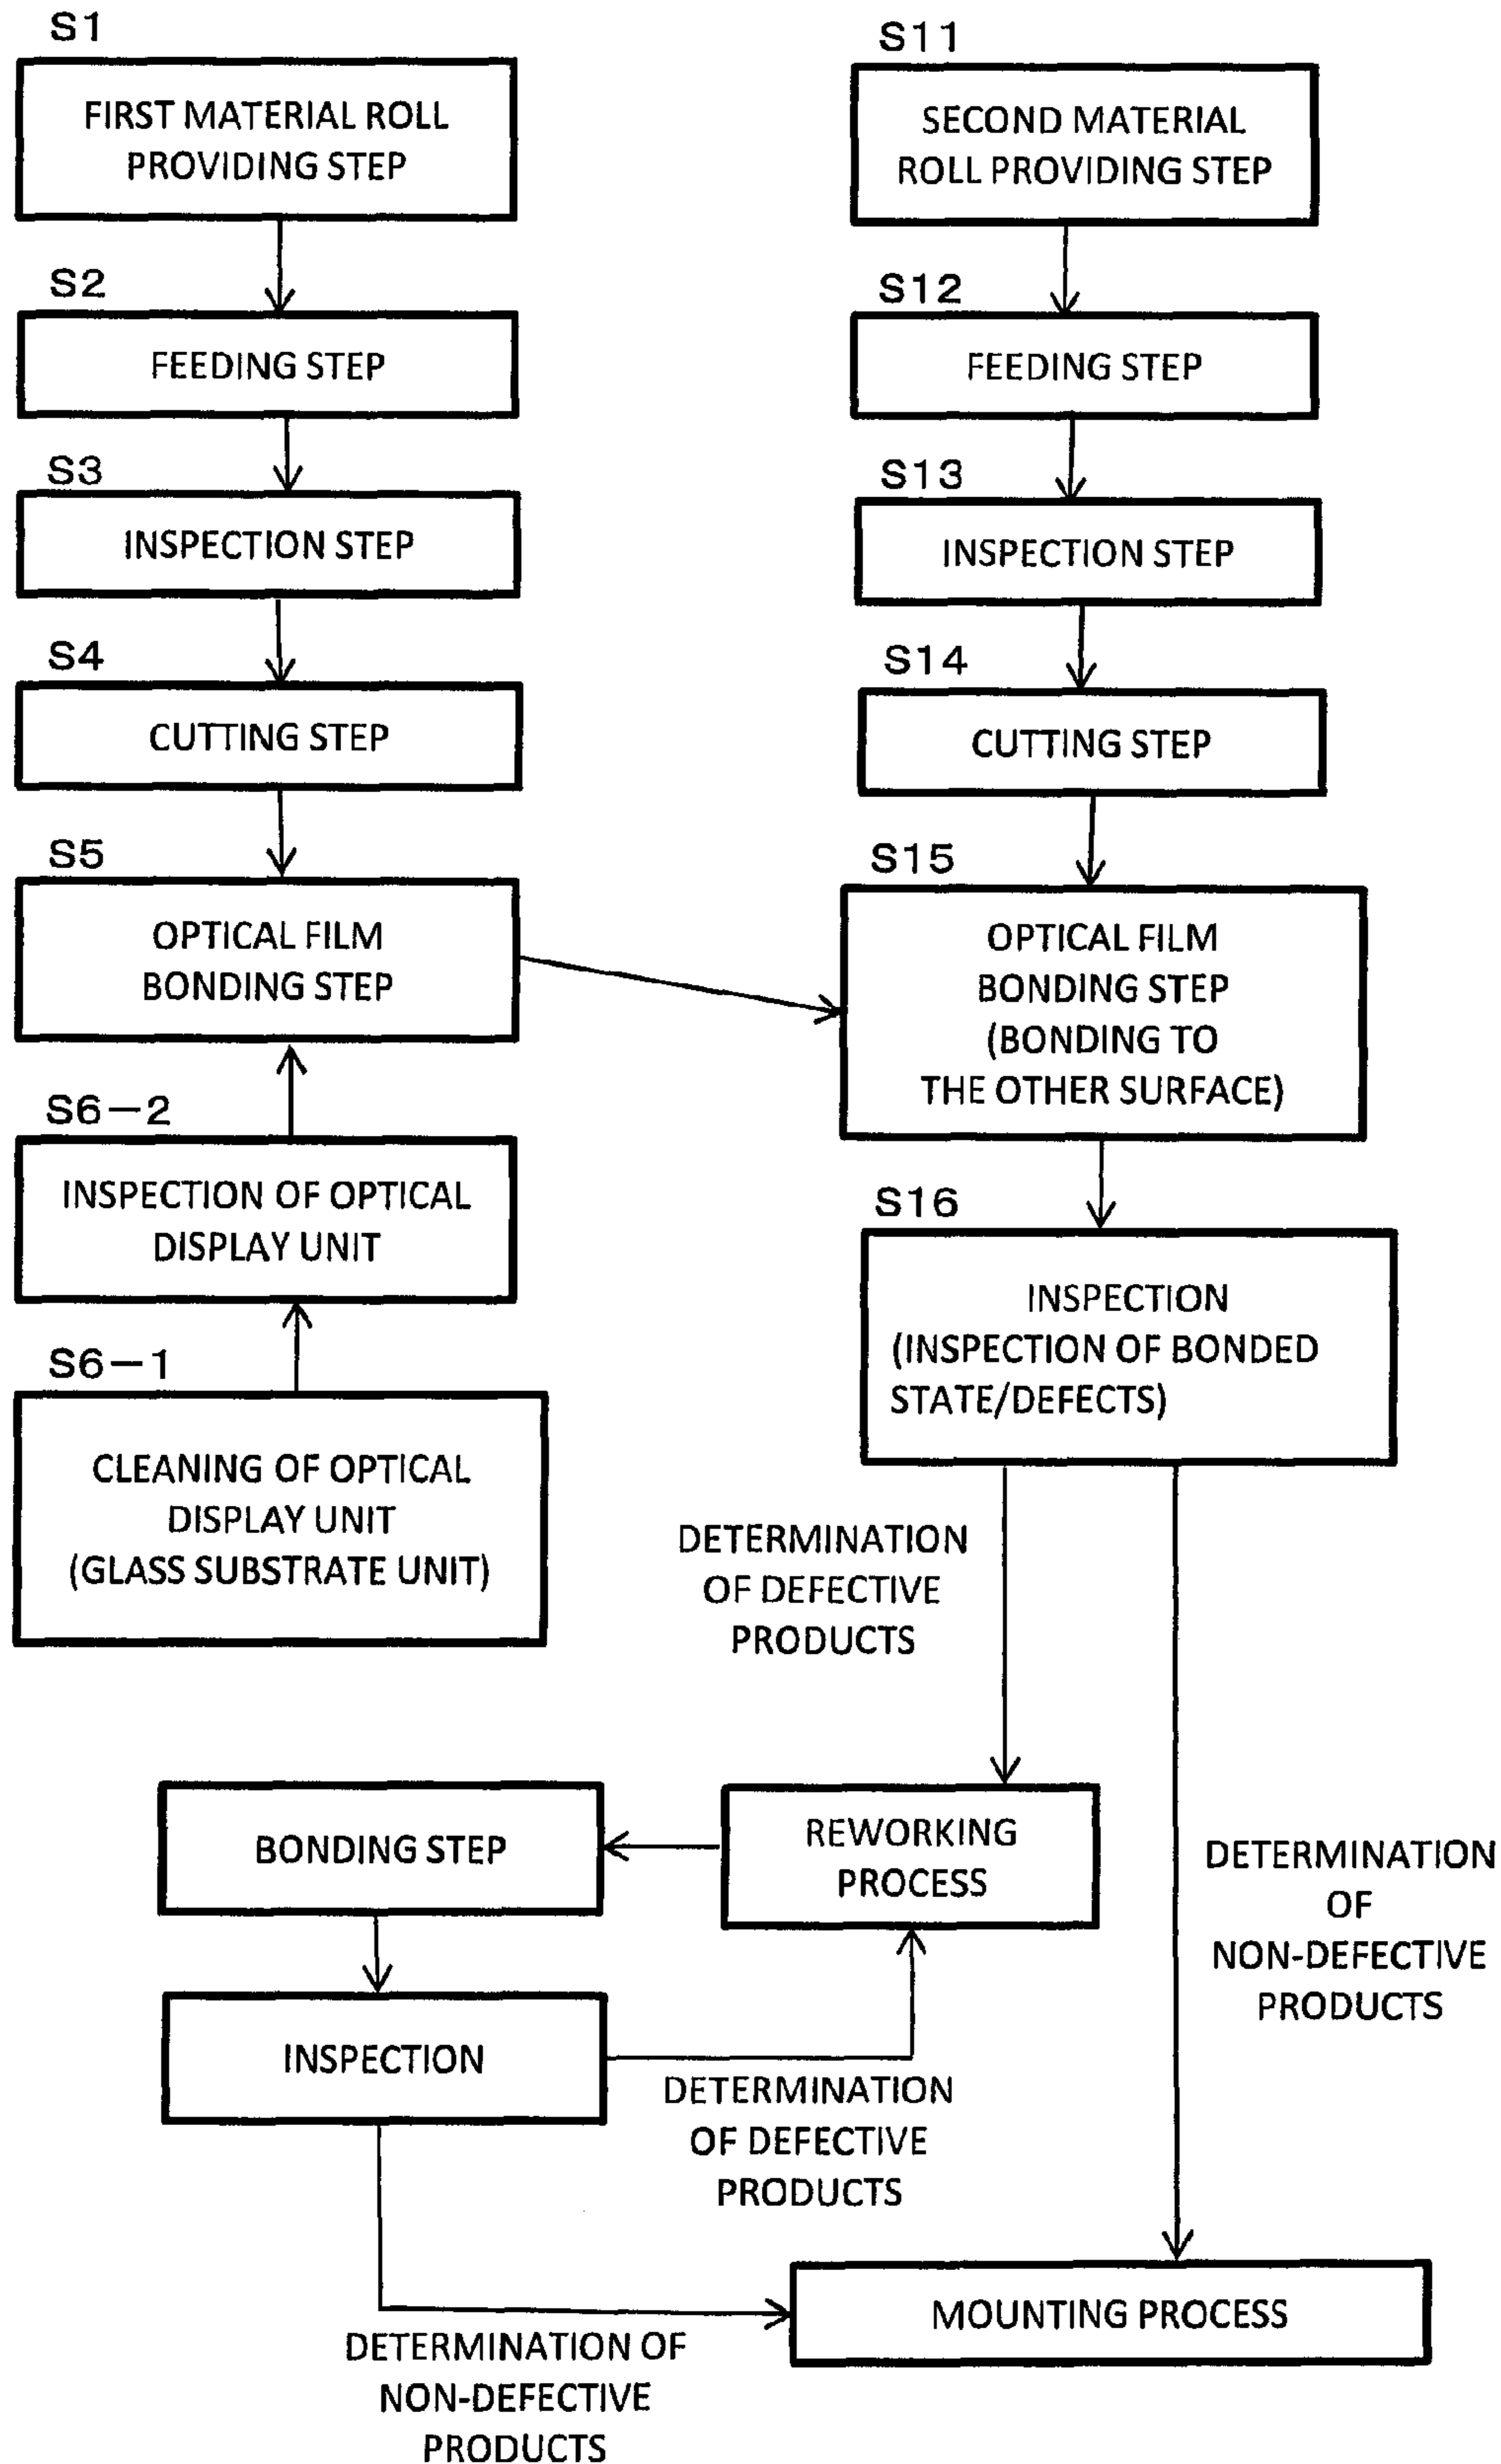 S1
FIRST MATERIAL ROLL
PROVIDING STEP
S2
FEEDING STEP
S3
INSPECTION STEP
S4
CUTTING STEP
S5
OPTICAL FILM
BONDING STEP
S6-2
INSPECTION OF OPTICAL
DISPLAY UNIT
S6-1
CLEANING OF OPTICAL
DISPLAY UNIT
(GLASS SUBSTRATE UNIT)
S11
SECOND MATERIAL
ROLL PROVIDING STEP
S12
FEEDING STEP
S13
INSPECTION STEP
S14
CUTTING STEP
S15
OPTICAL FILM
BONDING STEP
(BONDING TO
THE OTHER SURFACE)
S16
INSPECTION
(INSPECTION OF BONDED
STATE/DEFECTS)
DETERMINATION
OF DEFECTIVE
PRODUCTS
REWORKING
PROCESS
BONDING STEP
INSPECTION
DETERMINATION
OF DEFECTIVE
PRODUCTS
DETERMINATION
OF
NON-DEFECTIVE
PRODUCTS
MOUNTING PROCESS
DETERMINATION OF
NON-DEFECTIVE
PRODUCTS